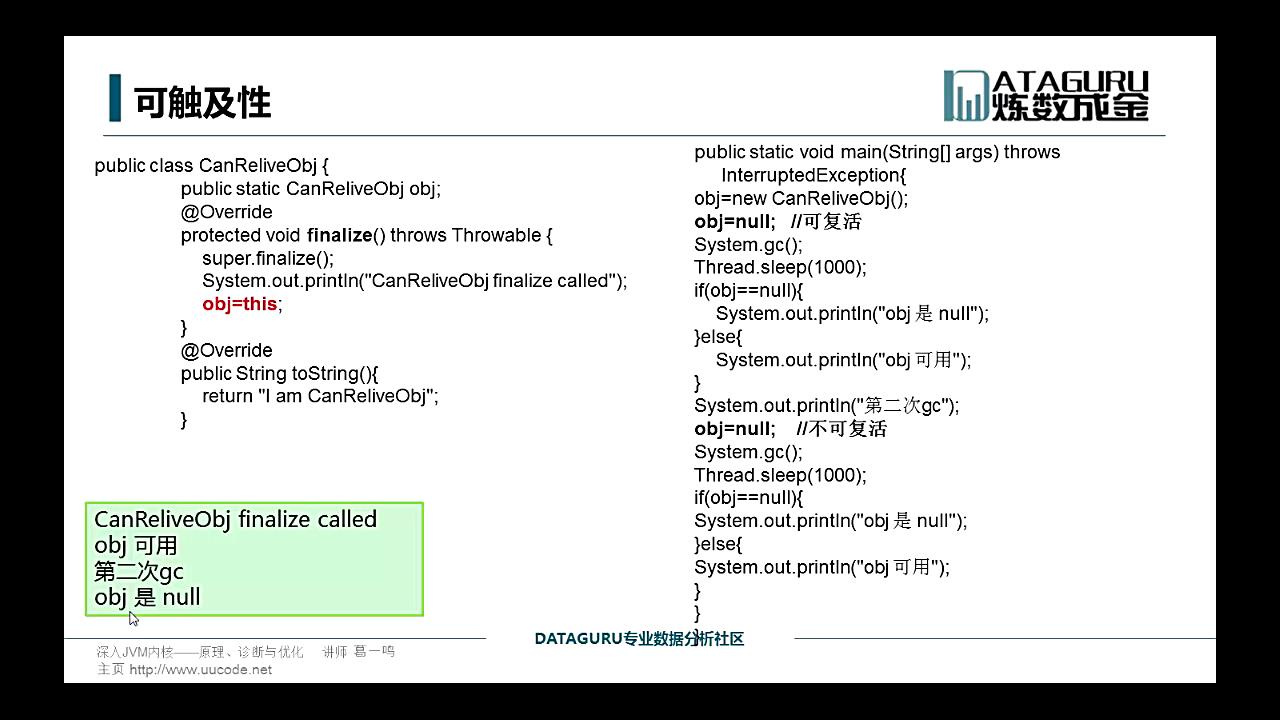 可触及性
DATAGURU
炼数成金
public class CanReliveObj {
public static CanReliveObj obj;
@Override
protected void finalize() throws Throwable {
super.finalize();
System.out.println("CanReliveObj finalize called");
obj=this;
}
@Override
public String toString(){
return "I am CanReliveObj";
}
public static void main(String[] args) throws
InterruptedException{
obj=new CanReliveObj();
obj=null; //可复活
System.gc();
Thread.sleep(1000);
if(obj==null){
System.out.println("obj 是 null");
}else{
System.out.println("obj 可用");
}
System.out.println("第二次gc");
obj=null; //不可复活
System.gc();
Thread.sleep(1000);
if(obj==null){
System.out.println("obj 是 null");
}else{
System.out.println("obj 可用");
}
}
}
CanReliveObj finalize called
obj 可用
第二次gc
obj 是 null
DATAGURU专业数据分析社区
深入JVM内核——原理、诊断与优化 讲师 葛一鸣
主页 http://www.uucode.net